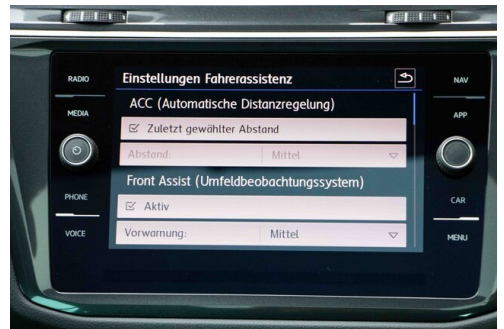 RADIO
MEDIA
PHONE
VOICE
Einstellungen Fahrerassistenz
ACC (Automatische Distanzregelung)
Zuletzt gewählter Abstand
Abstand: Mittel
Front Assist (Umfeldbeobachtungssystem)
Aktiv
Vorwarnung: Mittel
NAV
APP
CAR
MENU